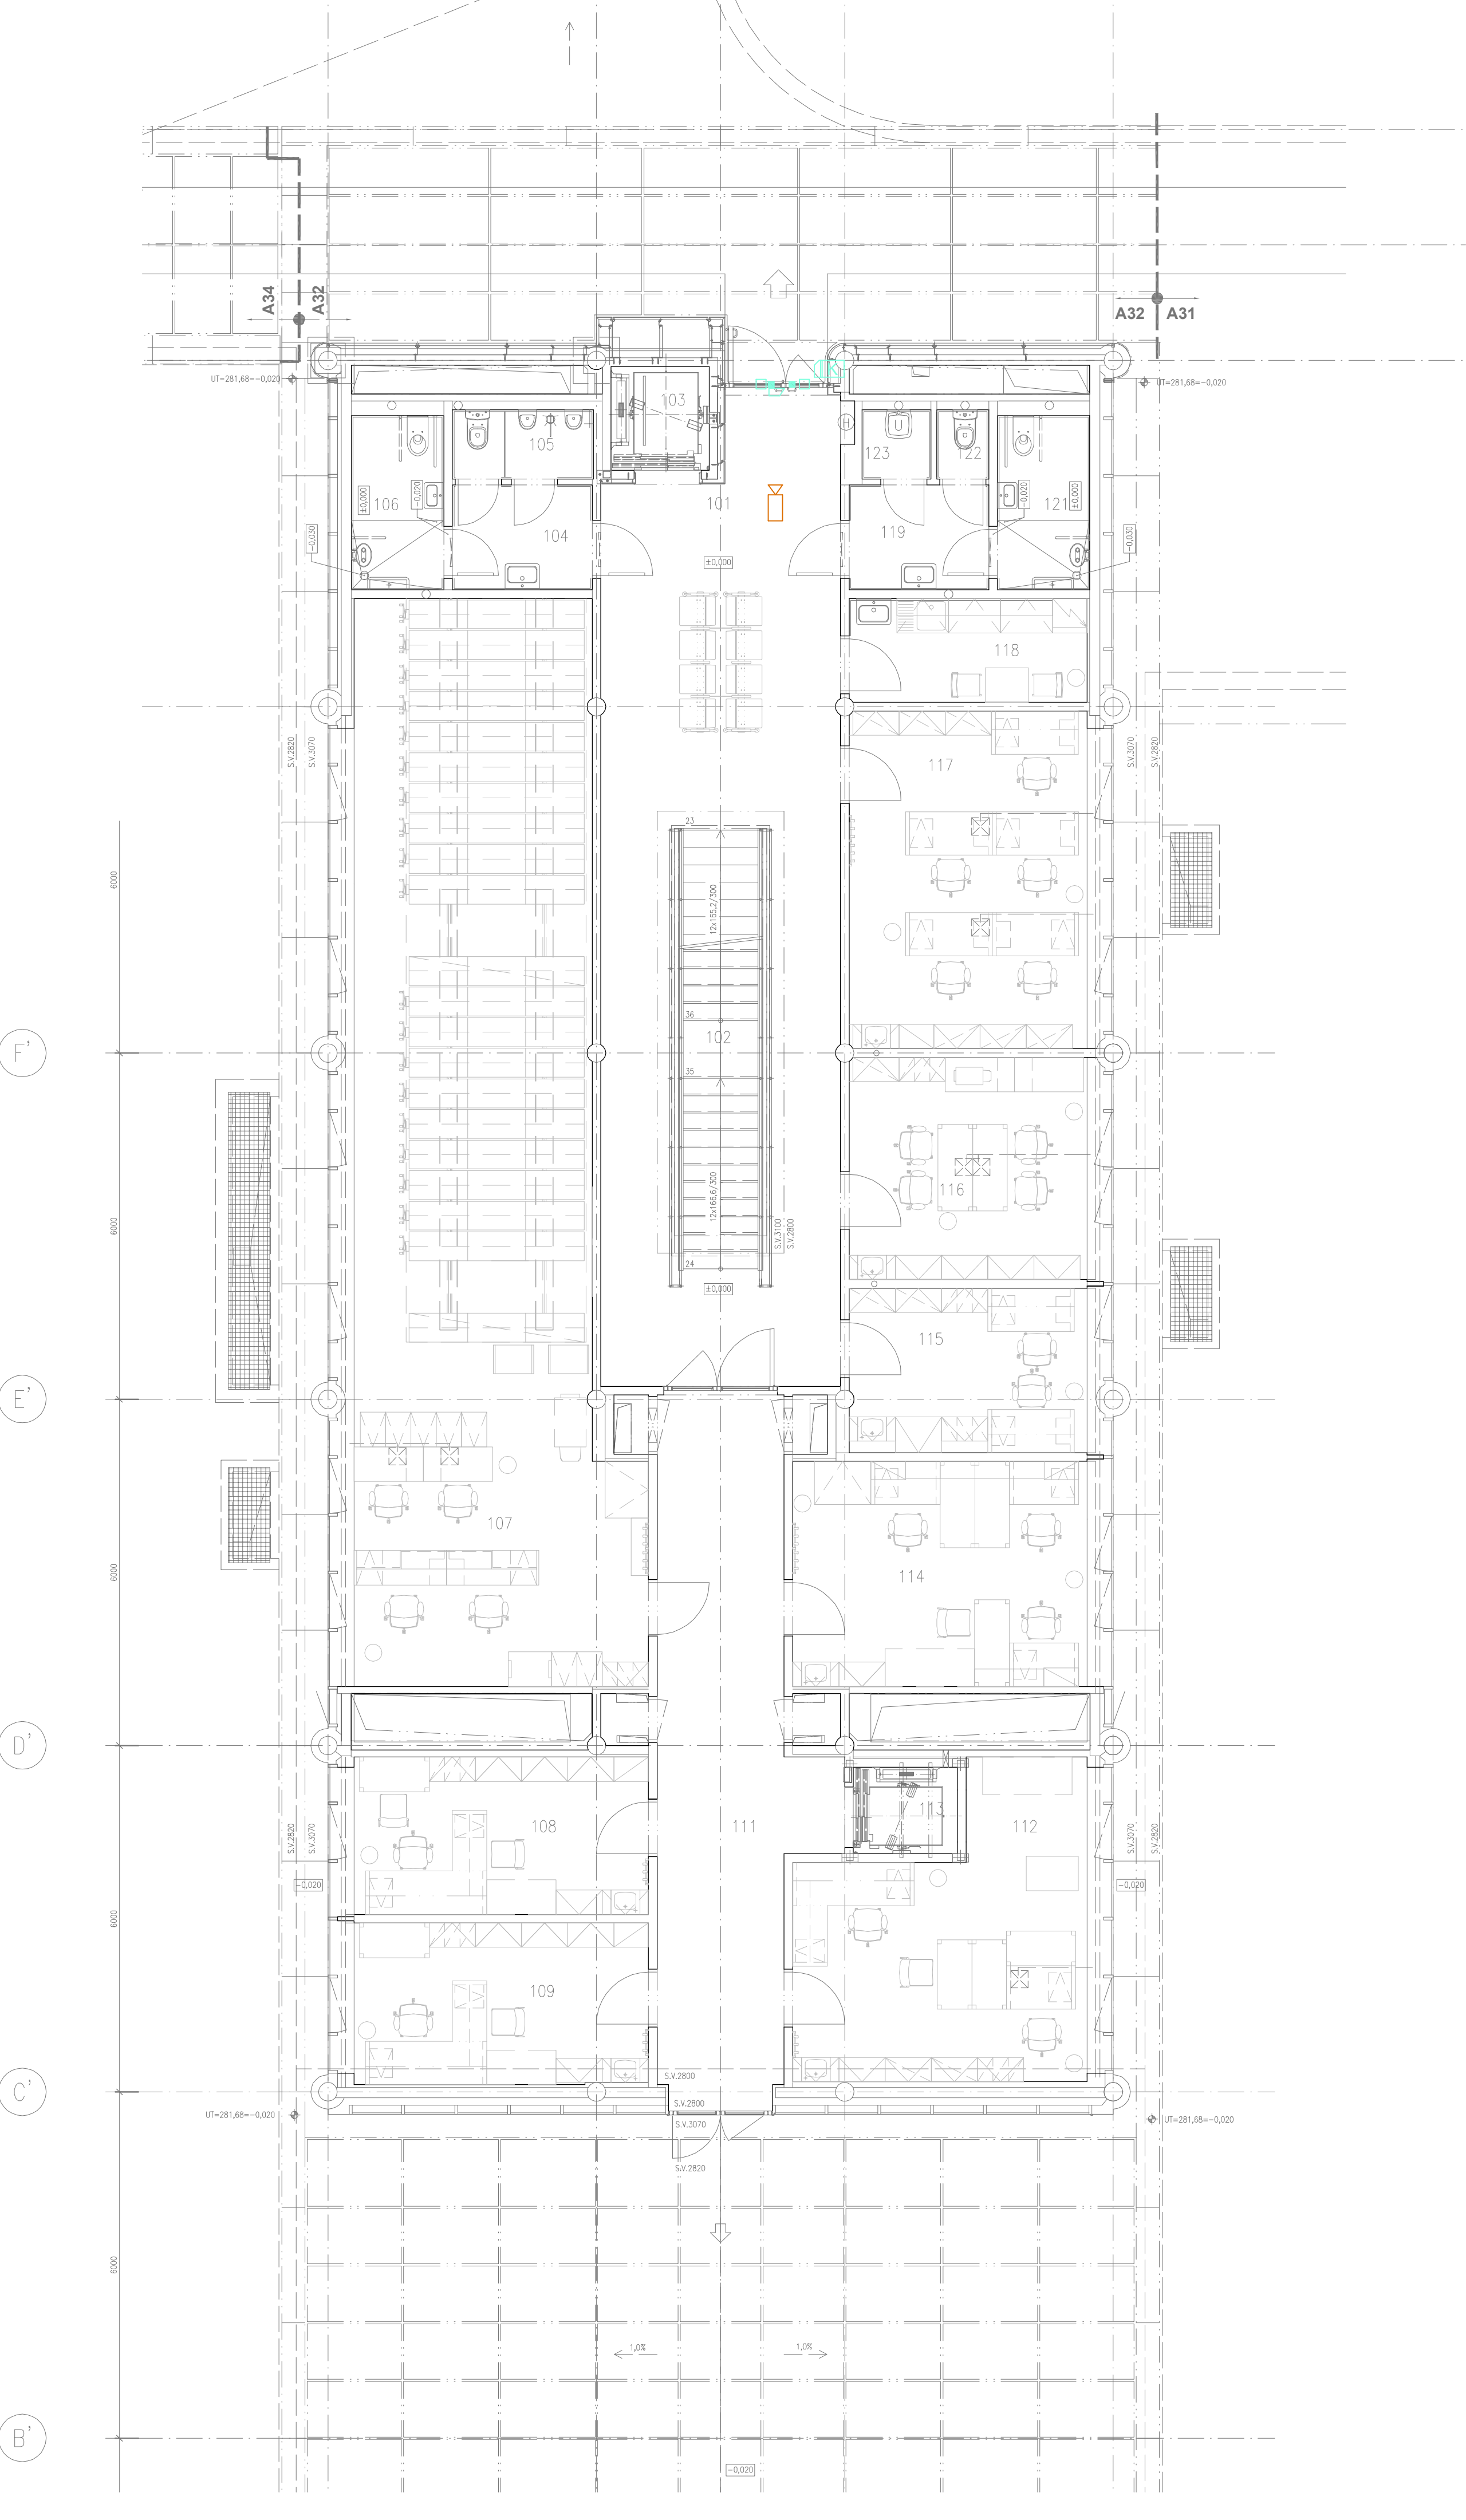 A34
A32
A32
A31
UT=281,68=-0,020
UT=281,68=-0,020
103
H
U
105
123
122
106
±0,000
-0,020
101
121
-0,020
±0,000
104
119
-0,030
-0,030
±0,000
118
S.V.2820
S.V.3070
S.V.3070
S.V.2820
117
23
6000
12x165,2/300
36
102
F'
35
116
12x166,6/300
6000
S.V.3100
S.V.2800
24
±0,000
115
E'
107
6000
114
D'
108
111
113
112
S.V.2820
S.V.3070
S.V.3070
S.V.2820
-0,020
-0,020
6000
109
S.V.2800
C'
S.V.2800
UT=281,68=-0,020
S.V.3070
UT=281,68=-0,020
S.V.2820
6000
1,0%
1,0%
B'
-0,020